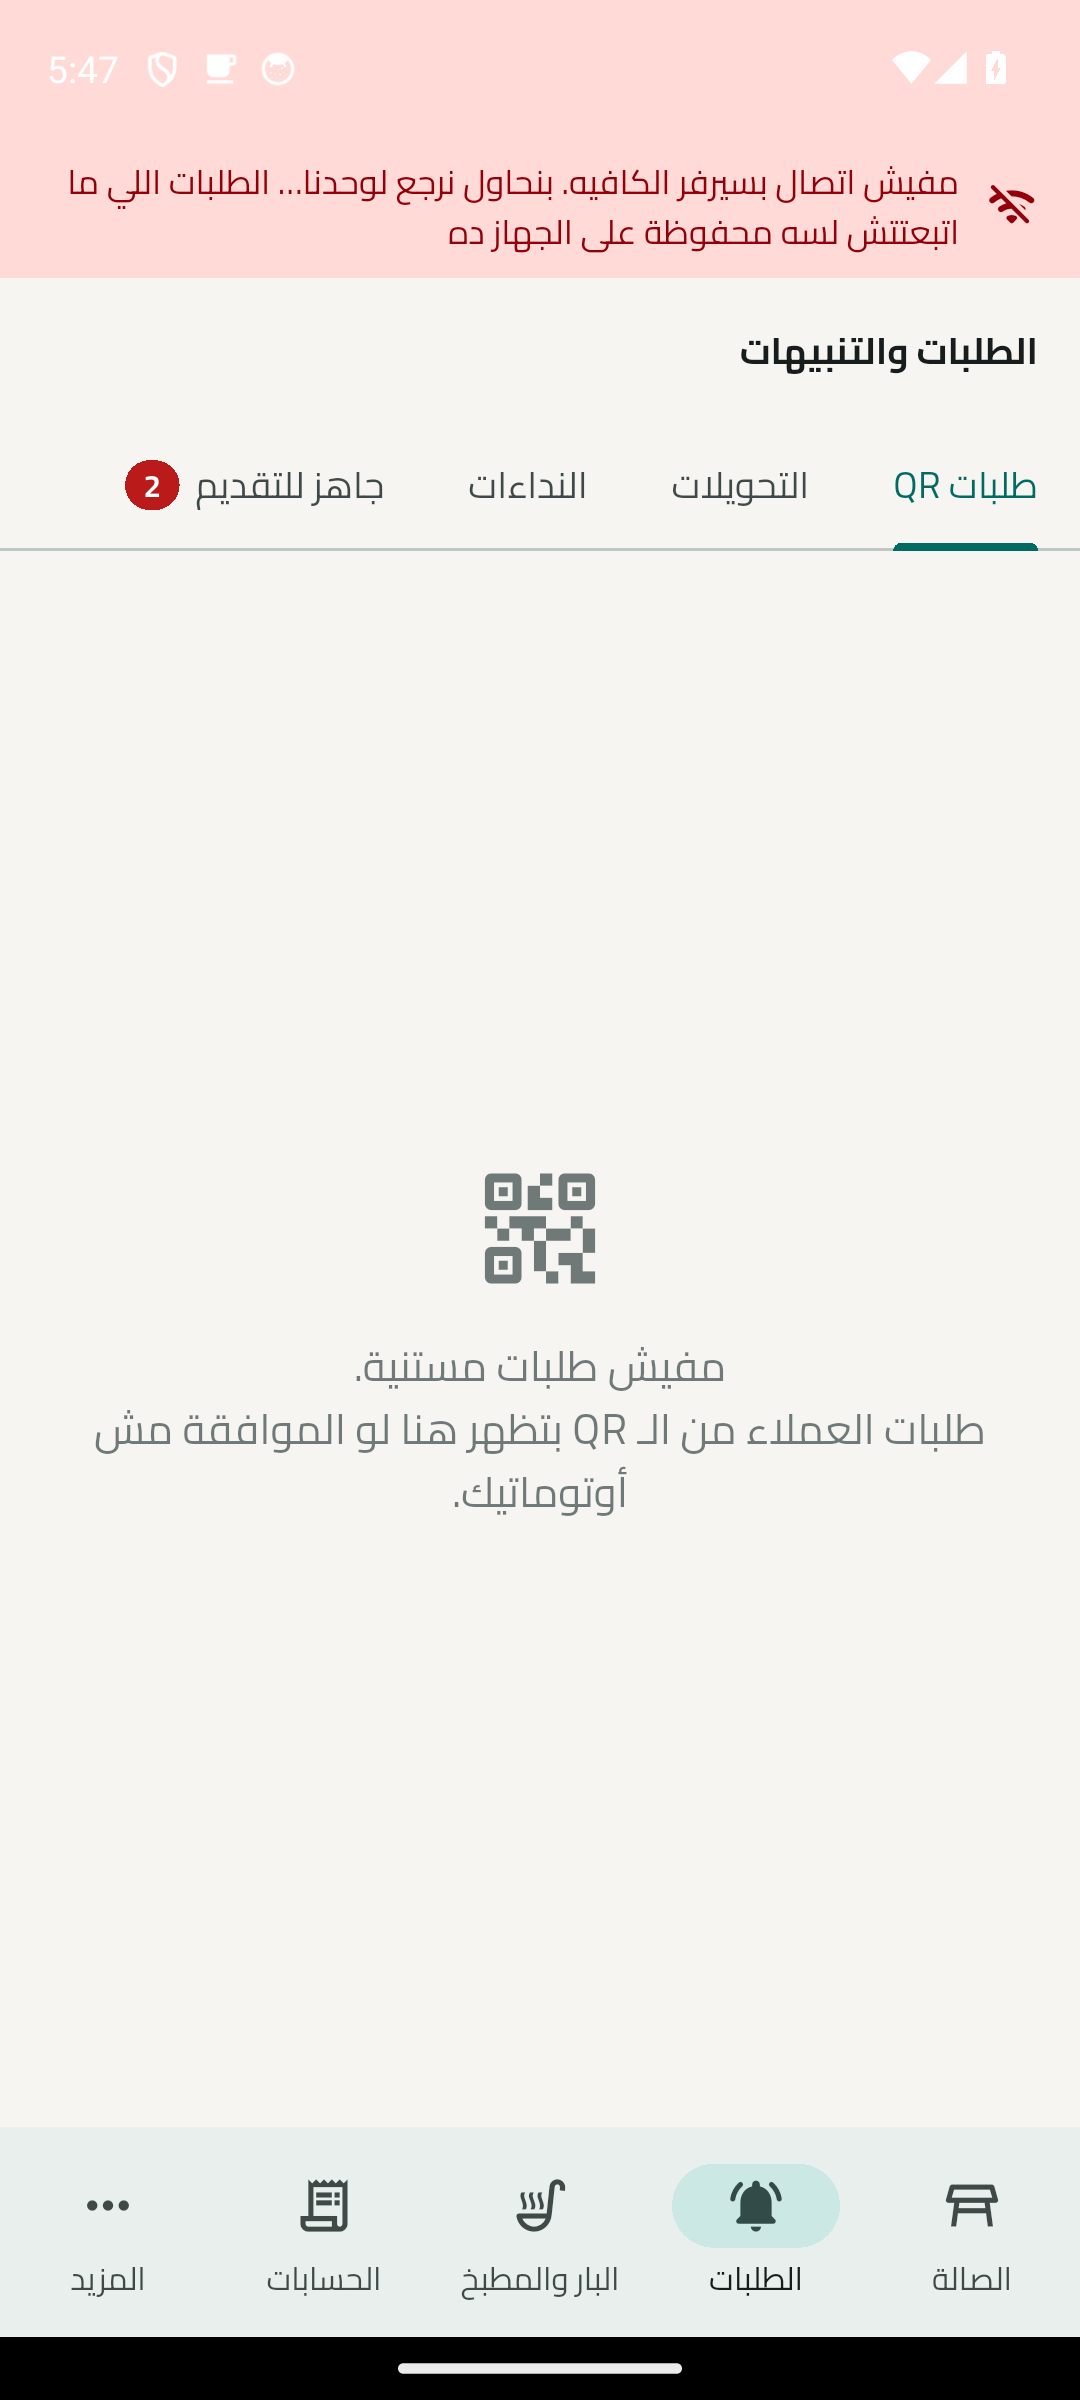 5:47
مفيش اتصال بسيرفر الكافيه. بنحاول نرجع لوحدنا... الطلبات اللي ما
اتبعتتش لسه محفوظة على الجهاز ده
الطلبات والتنبيهات
طلبات QR
التحويلات
النداءات
جاهز للتقديم 2
مفيش طلبات مستنية.
طلبات العملاء من الـ QR بتظهر هنا لو الموافقة مش
أوتوماتيك.
الصالة
الطلبات
البار والمطبخ
الحسابات
المزيد